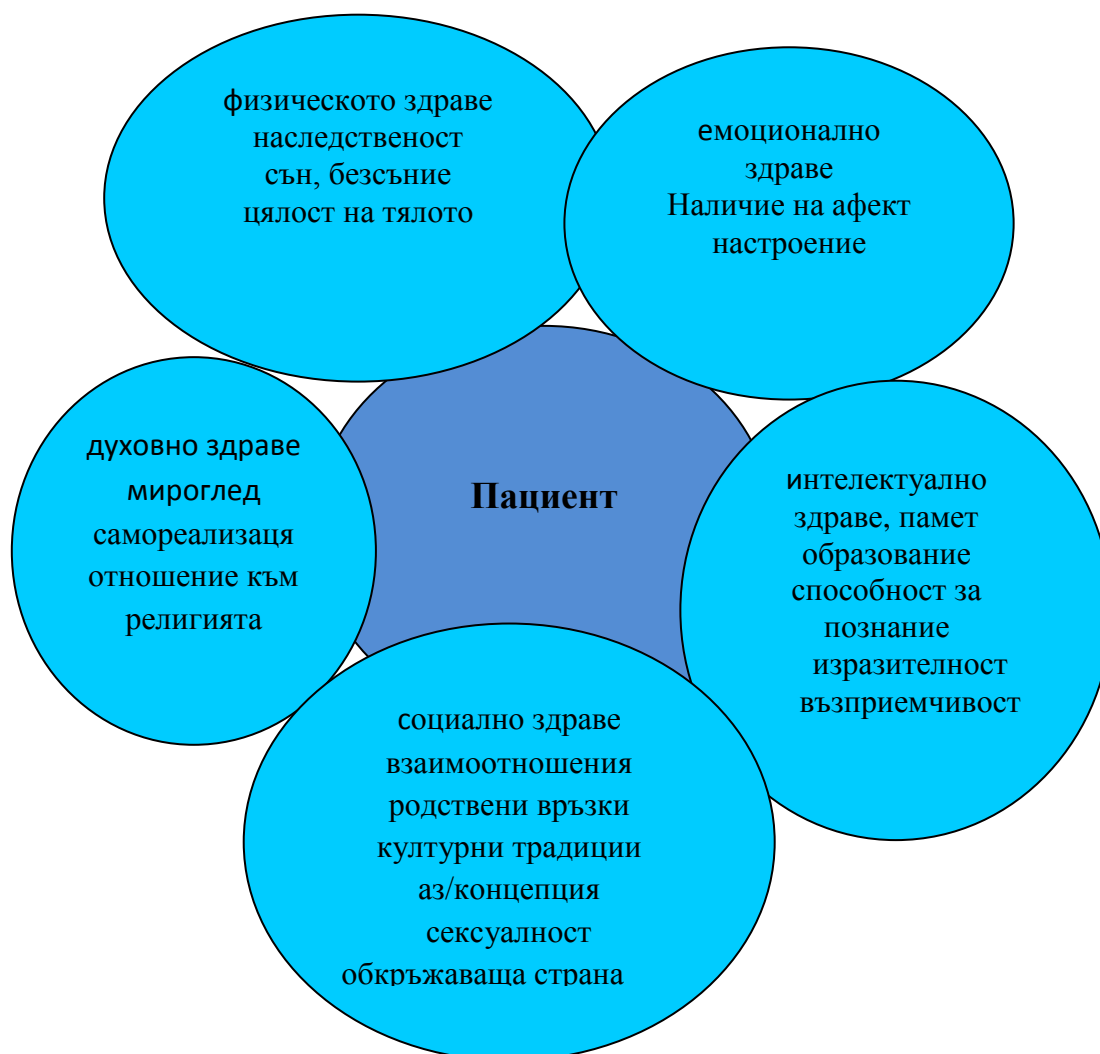 физическото здраве
наследственост
сън, безсъние
цялост на тялото
емоционално
здраве
Наличие на афект
настроение
духовно здраве
мироглед
самореализаця
отношение към
религията
Пациент
интелектуално
здраве, памет
образование
способност за
познание
изразителност
възприемчивост
социално здраве
взаимоотношения
родствени връзки
културни традиции
аз/концепция
сексуалност
обкръжаваща страна